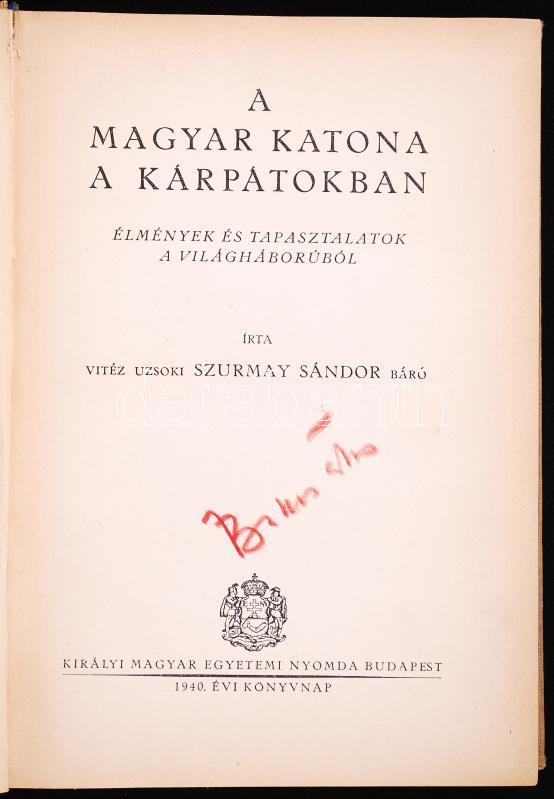 A
MAGYAR KATONA
A KÁRPÁTOKBAN
ÉLMÉNYEK ÉS TAPASZTALATOK
A VILÁGHÁBORÚBÓL
ÍRTA
VITÉZ UZSOKI SZURMAY SÁNDOR BÁRÓ
darabanth
KIRÁLYI MAGYAR EGYETEMI NYOMDA BUDAPEST
1940. ÉVI KÖNYVNAP